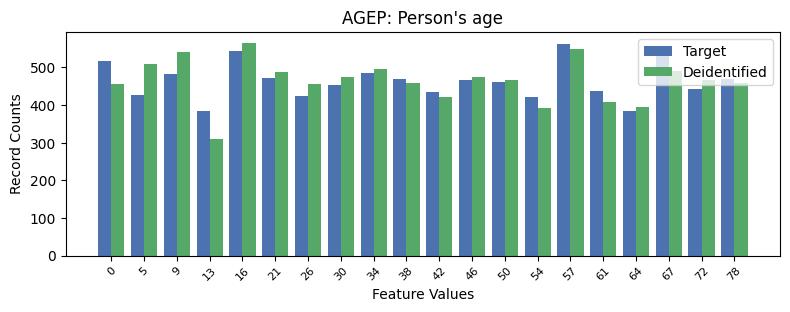 AGEP: Person's age
Target
Deidentified
Record Counts
500
400
300
200
100
0
0 5 9 13 16 21 26 30 34 38 42 46 50 54 57 61 64 67 72 78
Feature Values